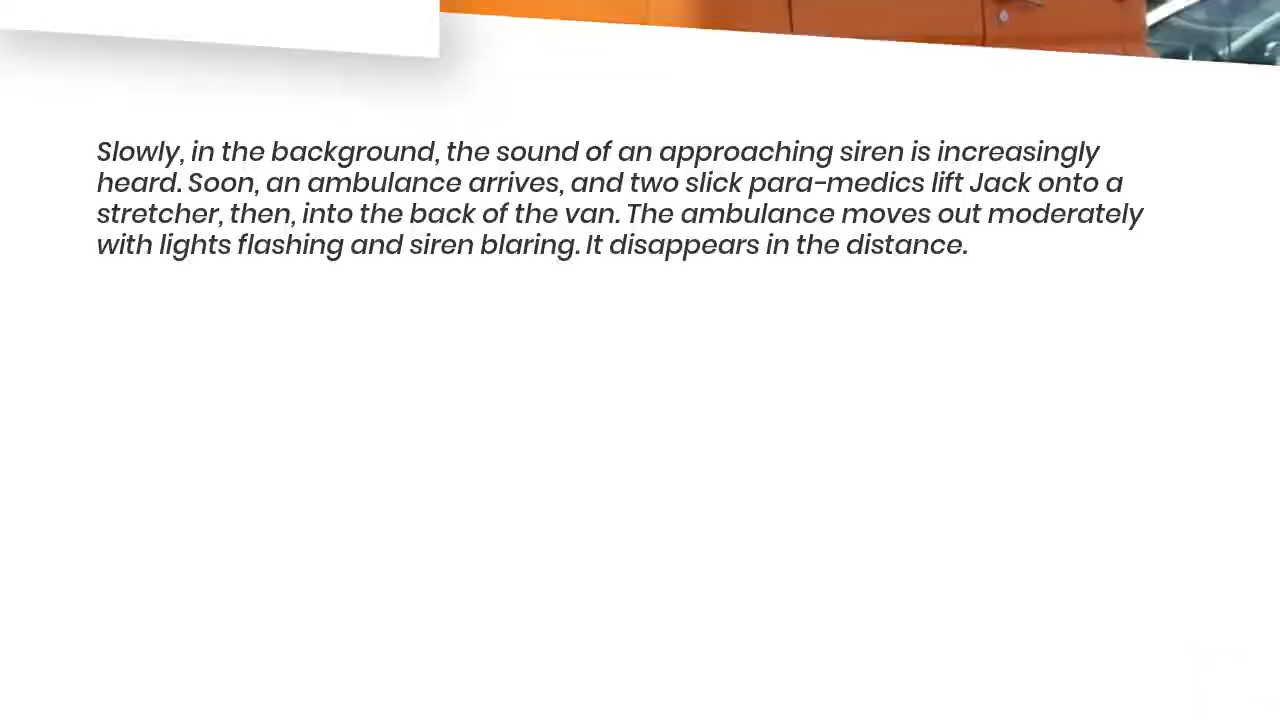 Slowly, in the background, the sound of an approaching siren is increasingly
heard. Soon, an ambulance arrives, and two slick para-medics lift Jack onto a
stretcher, then, into the back of the van. The ambulance moves out moderately
with lights flashing and siren blaring. It disappears in the distance.